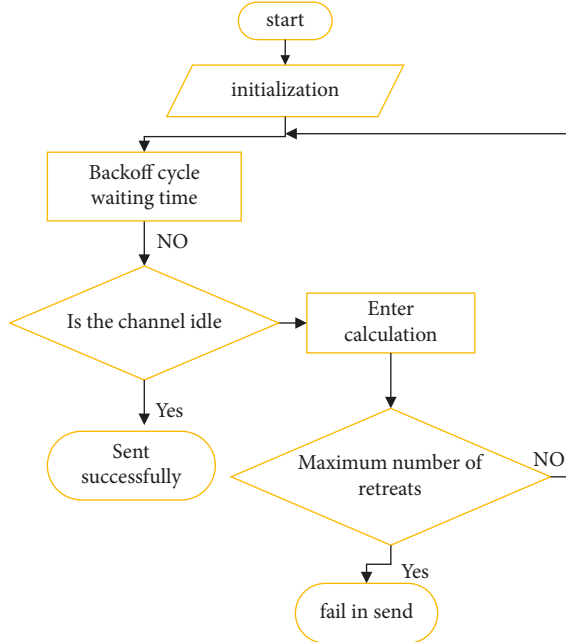 start
initialization
Backoff cycle
waiting time
NO
Is the channel idle
Enter
calculation
Yes
Sent
successfully
Maximum number of
retreats
NO
Yes
fail in send